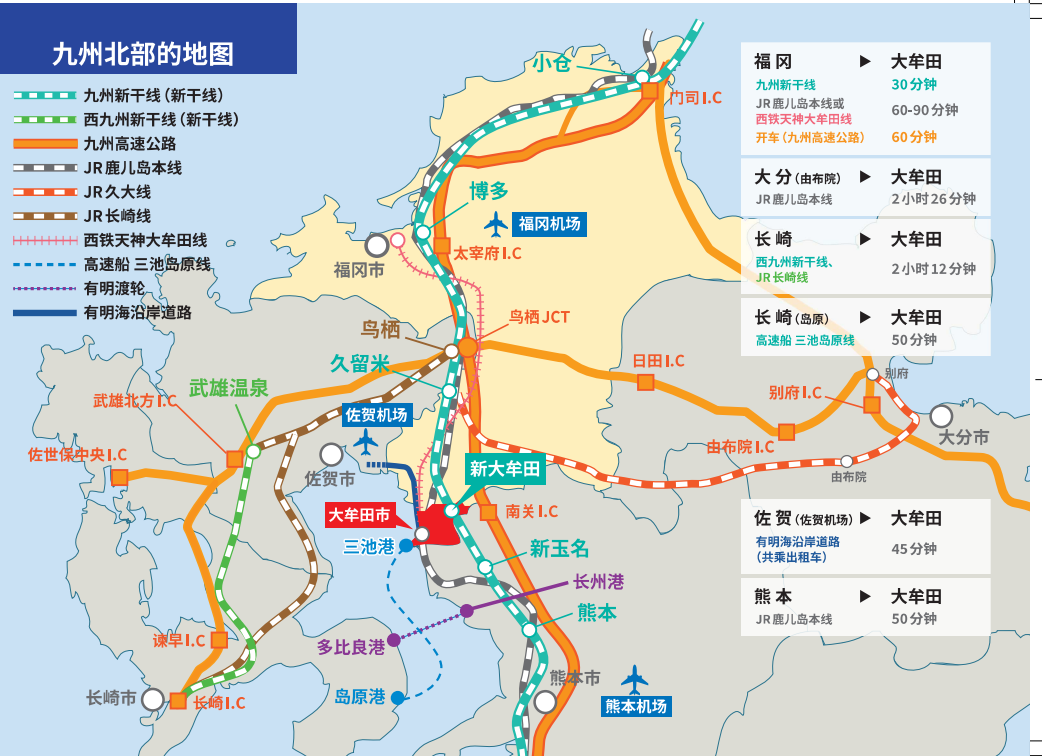 九州北部的地图
九州新干线(新干线)
西九州新干线(新干线)
九州高速公路
JR鹿儿岛本线
JR久大线
JR长崎线
西铁天神大牟田线
高速船 三池岛原线
有明渡轮
有明海沿岸道路
小仓
门司I.C
博多
福冈机场
太宰府I.C
福冈市
鸟栖JCT
鸟栖
久留米
日田I.C
武雄温泉
武雄北方I.C
佐贺机场
佐世保中央I.C
佐贺市
新大牟田
大牟田市
南关I.C
三池港
新玉名
长州港
熊本
多比良港
谏早I.C
岛原港
长崎市
长崎I.C
熊本市
熊本机场
别府
别府I.C
大分市
由布院I.C
由布院
福冈 ▶ 大牟田
九州新干线 30分钟
JR鹿儿岛本线或
西铁天神大牟田线 60-90分钟
开车(九州高速公路) 60分钟
大分(由布院) ▶ 大牟田
JR鹿儿岛本线 2小时26分钟
长崎 ▶ 大牟田
西九州新干线、
JR长崎线 2小时12分钟
长崎(岛原) ▶ 大牟田
高速船 三池岛原线 50分钟
佐贺(佐贺机场) ▶ 大牟田
有明海沿岸道路
(共乘出租车) 45分钟
熊本 ▶ 大牟田
JR鹿儿岛本线 50分钟